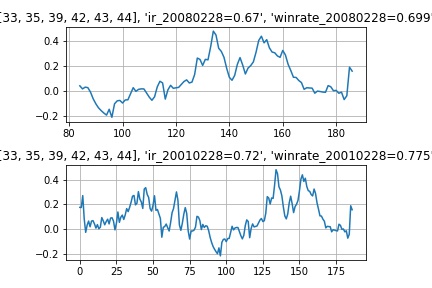 [33, 35, 39, 42, 43, 44], 'ir_20080228=0.67', 'winrate_20080228=0.699'
0.4
0.2
0.0
−0.2
80 100 120 140 160 180
[33, 35, 39, 42, 43, 44], 'ir_20010228=0.72', 'winrate_20010228=0.775'
0.4
0.2
0.0
−0.2
0 25 50 75 100 125 150 175